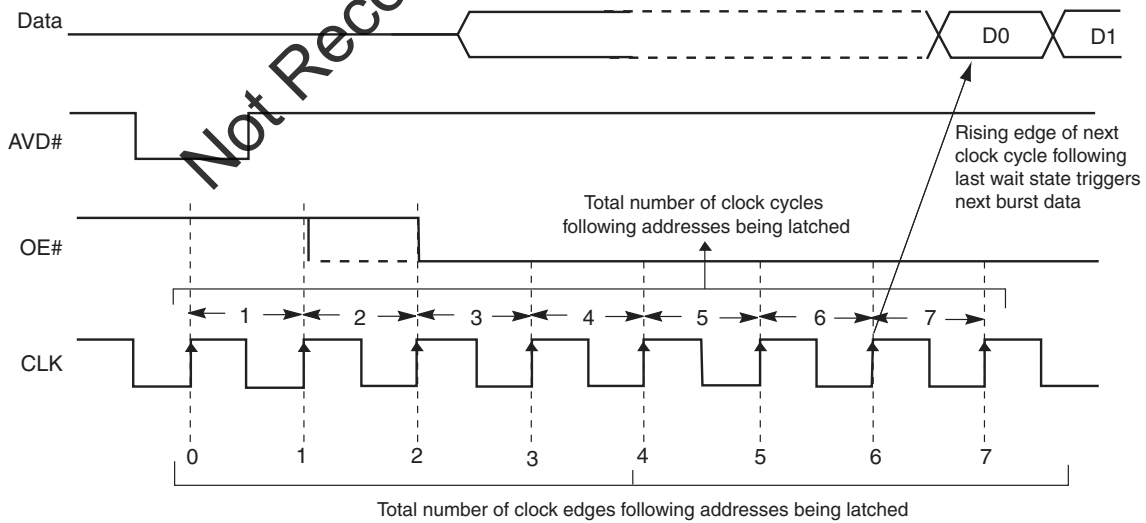 Data
D0
D1
Not Reco
AVD#
Rising edge of next
clock cycle following
last wait state triggers
next burst data
Total number of clock cycles
following addresses being latched
OE#
1 2 3 4 5 6 7
CLK
0 1 2 3 4 5 6 7
Total number of clock edges following addresses being latched